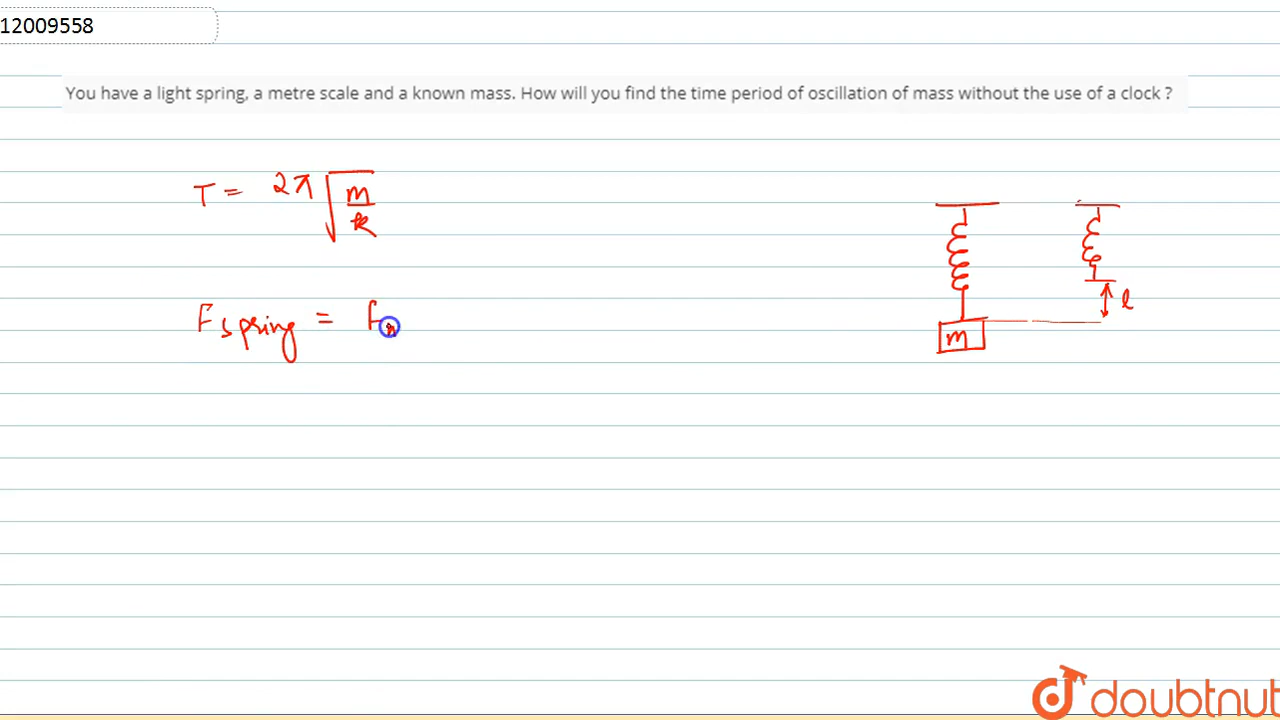 12009558
You have a light spring, a metre scale and a known mass. How will you find the time period of oscillation of mass without the use of a clock ?
T = 2π √m/k
l
F spring =
m
doubtnut